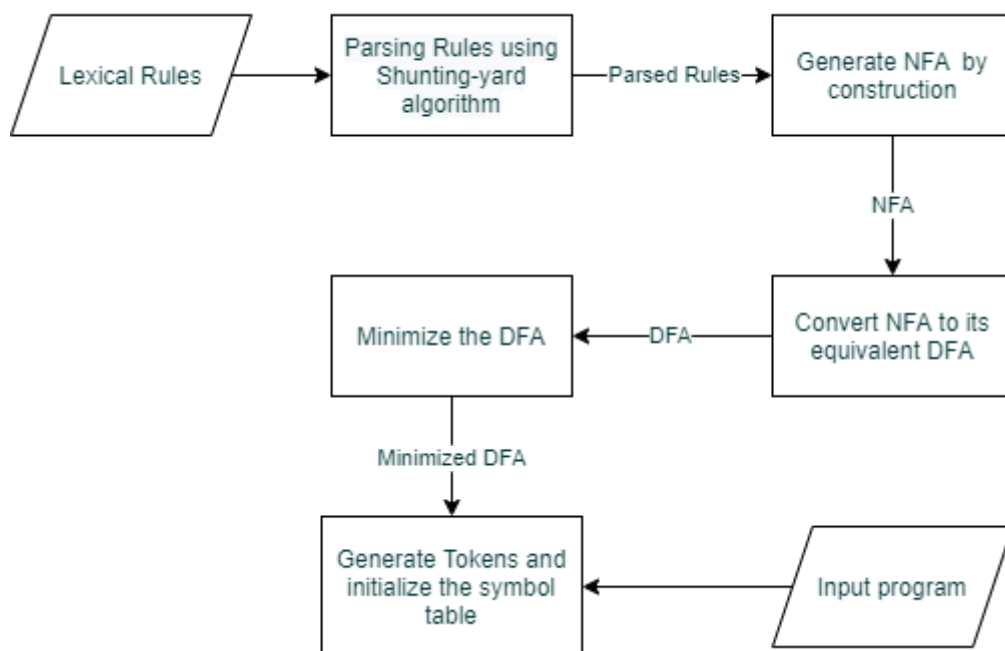 Lexical Rules
Parsing Rules using
Shunting-yard
algorithm
Parsed Rules
Generate NFA by
construction
NFA
Convert NFA to its
equivalent DFA
DFA
Minimize the DFA
Minimized DFA
Generate Tokens and
initialize the symbol
table
Input program